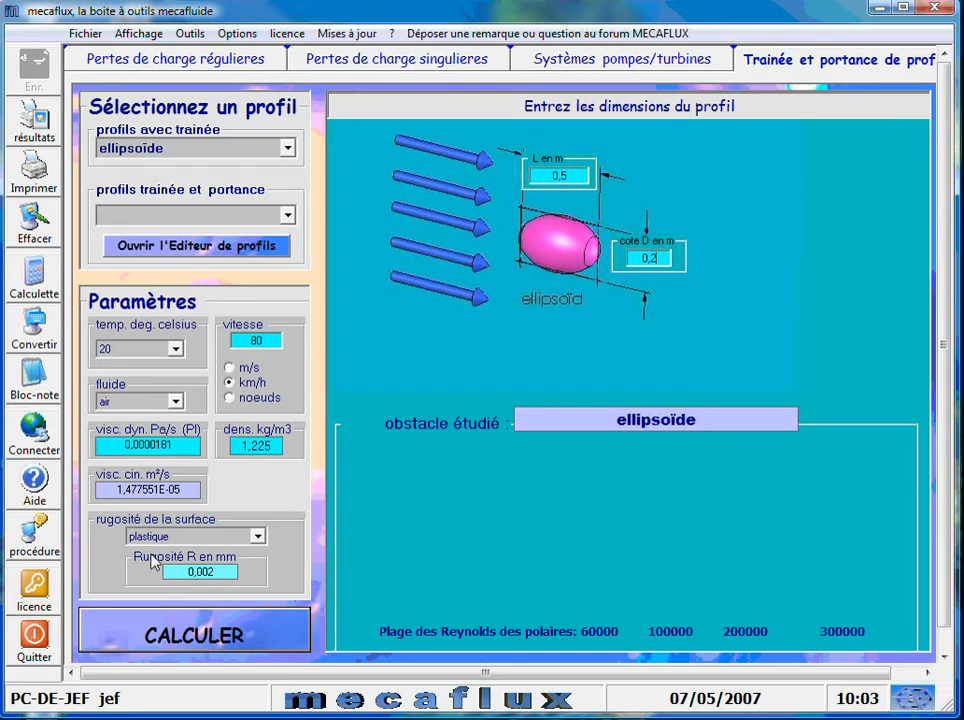 mecaflux, la boite à outils mecafluide
Fichier Affichage Outils Options licence Mises à jour ? Déposer une remarque ou question au forum MECAFLUX
Pertes de charge régulieres
Pertes de charge singulieres
Systèmes pompes/turbines
Trainée et portance de prof
Enr.
résultats
Imprimer
Effacer
Calculette
Convertir
Bloc-note
Connecter
Aide
procédure
licence
Quitter
Sélectionnez un profil
profils avec trainée
ellipsoïde
profils trainée et portance
Ouvrir l'Editeur de profils
Paramètres
temp. deg. celsius
20
vitesse
80
m/s
km/h
noeuds
fluide
air
visc. dyn. Pa/s (Pl)
0,0000181
dens. kg/m3
1,225
visc. cin. m²/s
1,477551E-05
rugosité de la surface
plastique
Rugosité R en mm
0,002
CALCULER
Entrez les dimensions du profil
L en m
0,5
cote D en m
0,2
ellipsoïd
obstacle étudié :
ellipsoïde
Plage des Reynolds des polaires: 60000 100000 200000 300000
PC-DE-JEF jef
mecaflux
07/05/2007
10:03